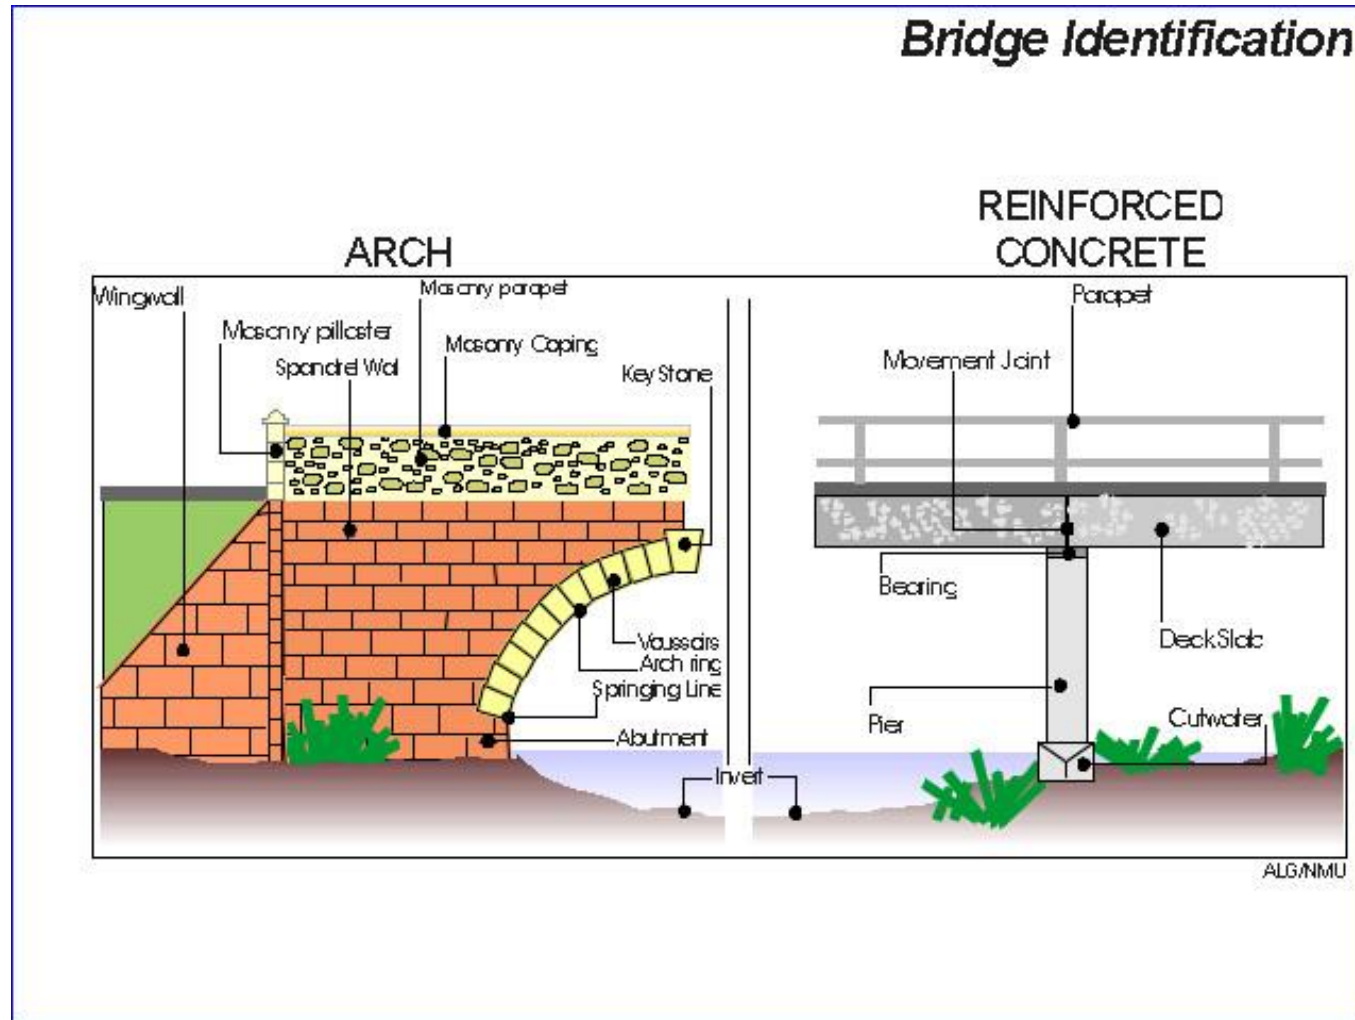 Bridge Identification
ARCH
REINFORCED
CONCRETE
Wingwall
Masonry parapet
Masonry pillaster
Masonry Coping
Spandrel Wall
Key Stone
Voussoirs
Arch ring
Springing Line
Abutment
Invert
Parapet
Movement Joint
Bearing
Deck Slab
Pier
Cutwater
ALG/NMU